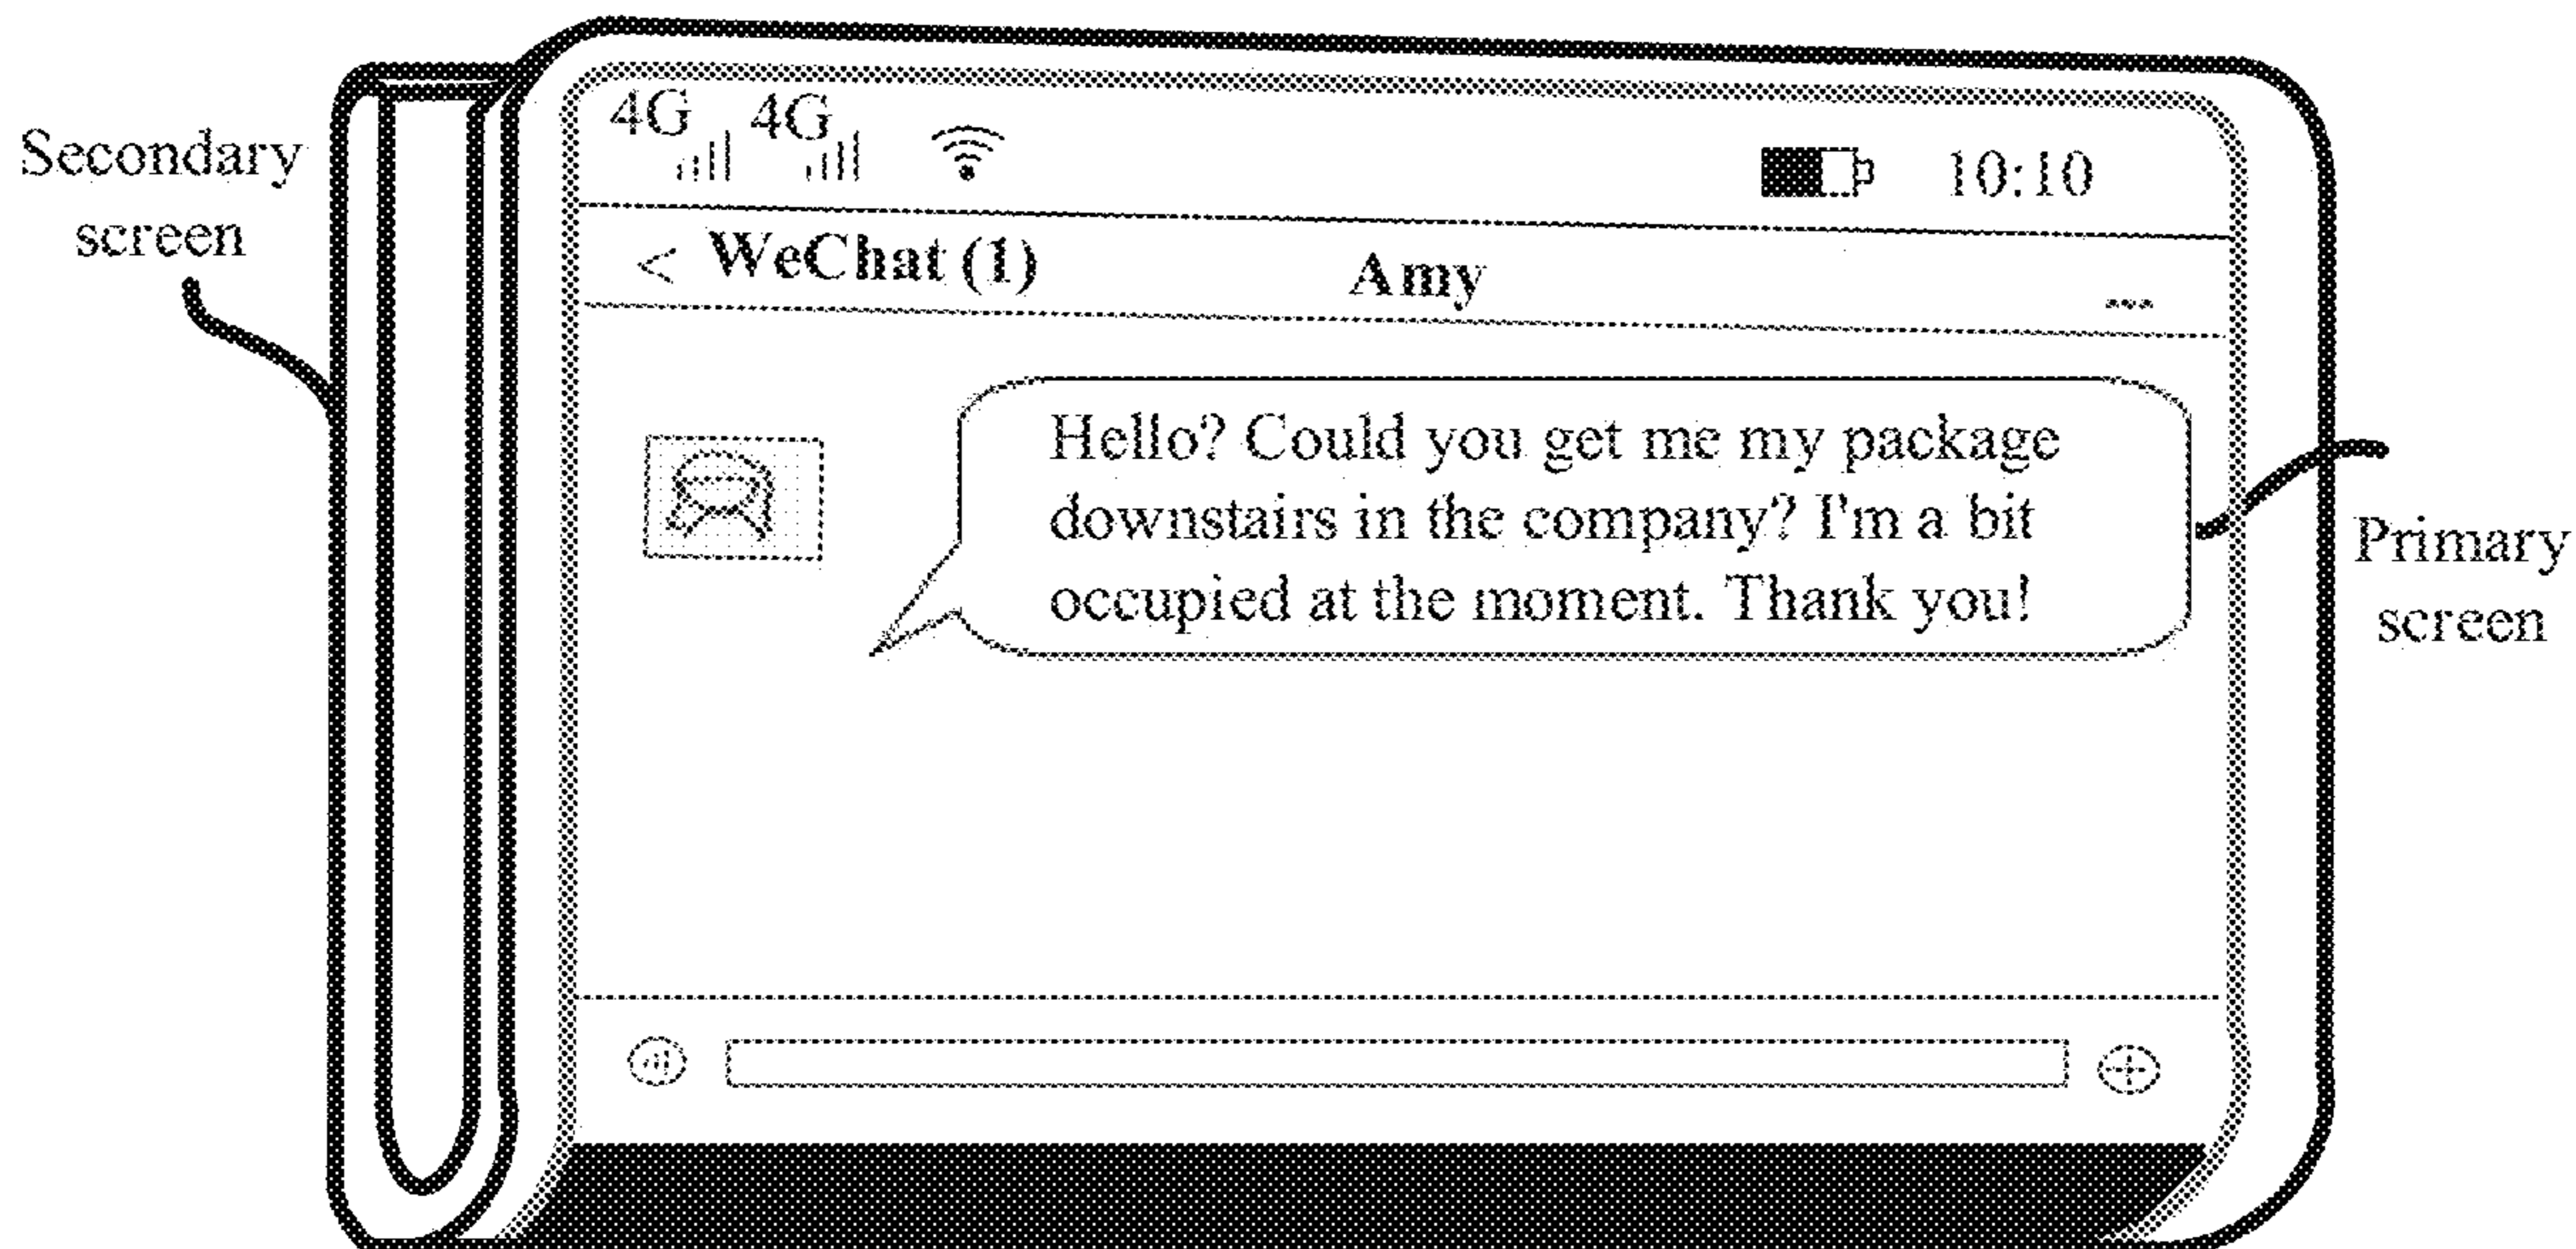 Secondary
screen
4G 4G
10:10
< WeChat (1) Amy ...
Hello? Could you get me my package
downstairs in the company? I'm a bit
occupied at the moment. Thank you!
Primary
screen